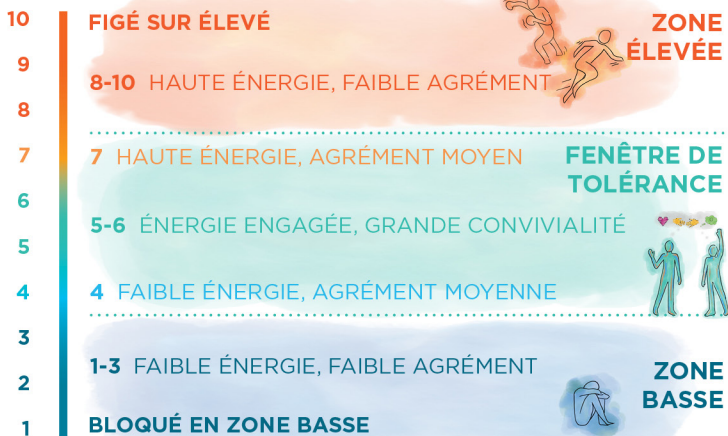 10
FIGÉ SUR ÉLEVÉ
ZONE
ÉLEVÉE
9
8-10 HAUTE ÉNERGIE, FAIBLE AGRÉMENT
8
7
7 HAUTE ÉNERGIE, AGRÉMENT MOYEN
FENÊTRE DE
TOLÉRANCE
6
5-6 ÉNERGIE ENGAGÉE, GRANDE CONVIVIALITÉ
5
4
4 FAIBLE ÉNERGIE, AGRÉMENT MOYENNE
3
1-3 FAIBLE ÉNERGIE, FAIBLE AGRÉMENT
ZONE
BASSE
2
1
BLOQUÉ EN ZONE BASSE